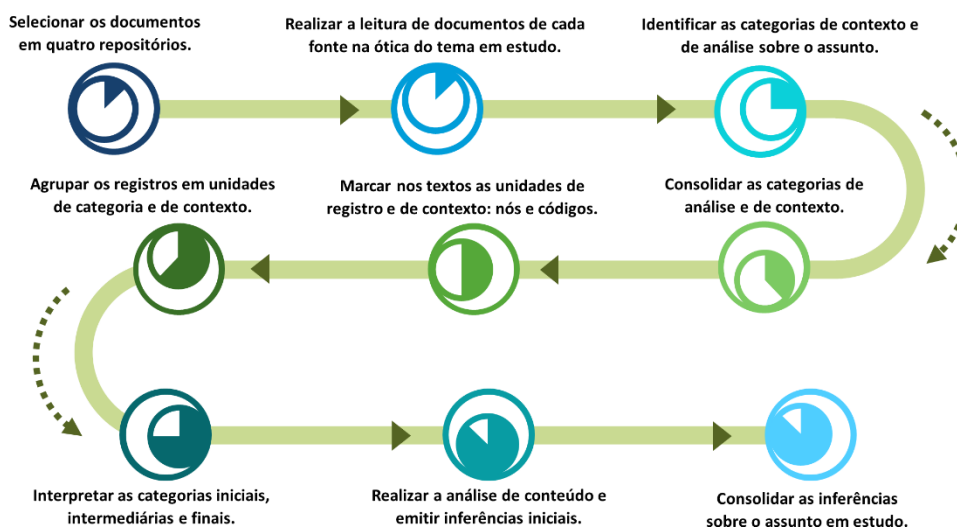 Selecionar os documentos
em quatro repositórios.
Realizar a leitura de documentos de cada
fonte na ótica do tema em estudo.
Identificar as categorias de contexto e
de análise sobre o assunto.
Consolidar as categorias de
análise e de contexto.
Marcar nos textos as unidades de
registro e de contexto: nós e códigos.
Agrupar os registros em unidades
de categoria e de contexto.
Interpretar as categorias iniciais,
intermediárias e finais.
Realizar a análise de conteúdo e
emitir inferências iniciais.
Consolidar as inferências
sobre o assunto em estudo.